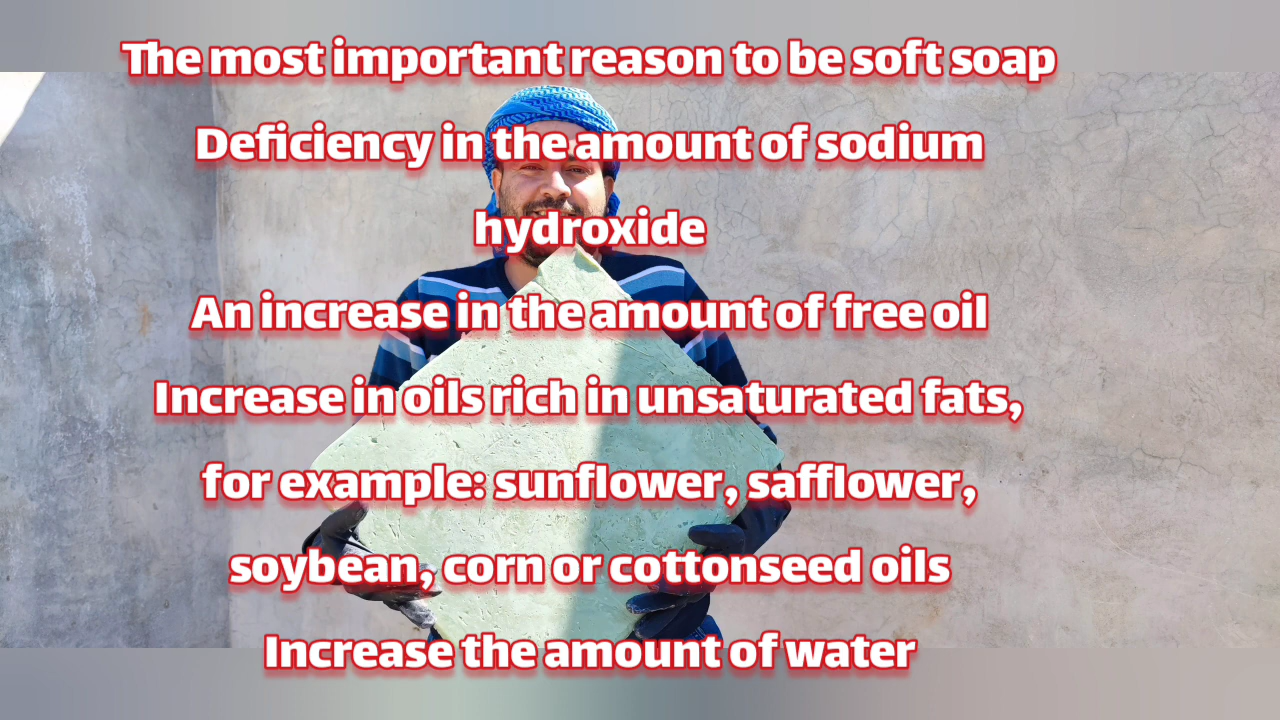 The most important reason to be soft soap
Deficiency in the amount of sodium
hydroxide
An increase in the amount of free oil
Increase in oils rich in unsaturated fats,
for example: sunflower, safflower,
soybean, corn or cottonseed oils
Increase the amount of water